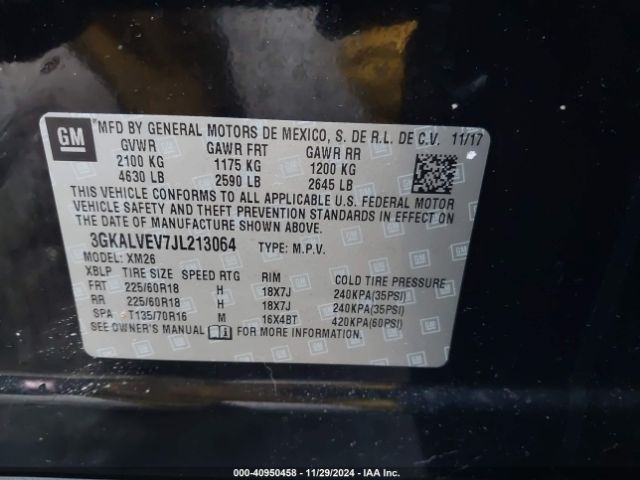 GM
MFD BY GENERAL MOTORS DE MEXICO, S. DE R.L. DE C.V. 11/17
GVWR GAWR FRT GAWR RR
2100 KG 1175 KG 1200 KG
4630 LB 2590 LB 2645 LB
THIS VEHICLE CONFORMS TO ALL APPLICABLE U.S. FEDERAL MOTOR
VEHICLE SAFETY AND THEFT PREVENTION STANDARDS IN EFFECT ON
THE DATE OF MANUFACTURE SHOWN ABOVE.
3GKALVEV7JL213064 TYPE: M.P.V.
MODEL: XM26
XBLP TIRE SIZE SPEED RTG RIM COLD TIRE PRESSURE
FRT 225/60R18 H 18X7J 240KPA(35PSI)
RR 225/60R18 H 18X7J 240KPA(35PSI)
SPA T135/70R16 M 16X4BT 420KPA(60PSI)
SEE OWNER'S MANUAL FOR MORE INFORMATION.
000-40950458 - 11/29/2024 - IAA Inc.